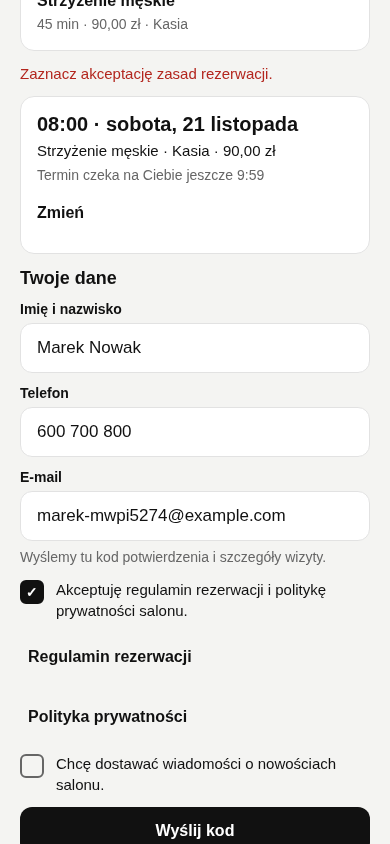 Strzyżenie męskie
45 min · 90,00 zł · Kasia
Zaznacz akceptację zasad rezerwacji.
08:00 · sobota, 21 listopada
Strzyżenie męskie · Kasia · 90,00 zł
Termin czeka na Ciebie jeszcze 9:59
Zmień
Twoje dane
Imię i nazwisko
Marek Nowak
Telefon
600 700 800
E-mail
marek-mwpi5274@example.com
Wyślemy tu kod potwierdzenia i szczegóły wizyty.
Akceptuję regulamin rezerwacji i politykę
prywatności salonu.
Regulamin rezerwacji
Polityka prywatności
Chcę dostawać wiadomości o nowościach
salonu.
Wyślij kod